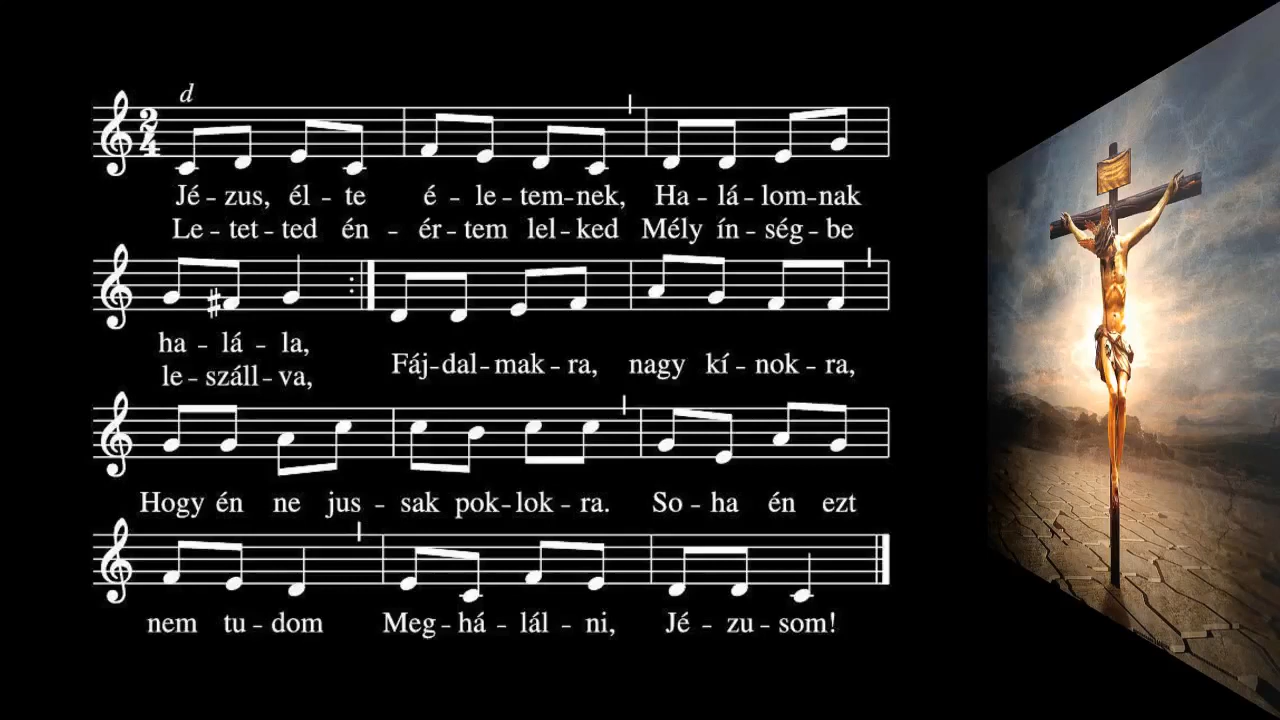 d
2
4
Jé - zus, él - te é - le - tem - nek, Ha - lá - lom - nak
Le - tet - ted én - ér - tem lel - ked Mély ín - ség - be
ha - lá - la,
le - száll - va,
Fáj - dal - mak - ra, nagy kí - nok - ra,
Hogy én ne jus - sak pok - lok - ra. So - ha én ezt
nem tu - dom Meg - há - lál - ni, Jé - zu - som!